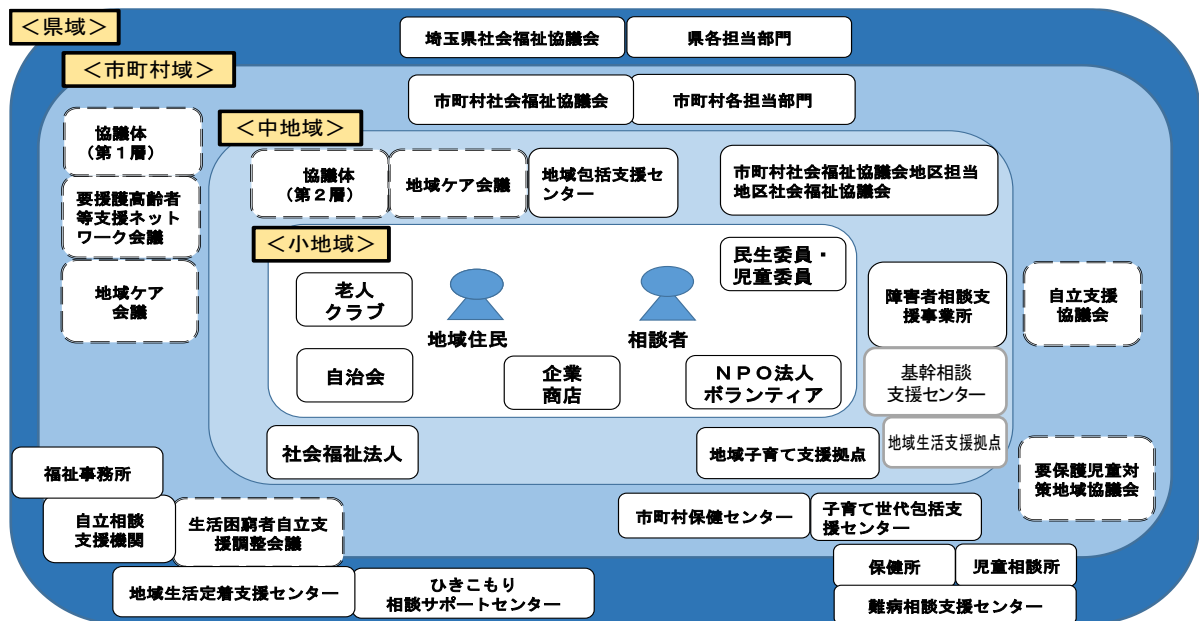 ＜県域＞
埼玉県社会福祉協議会
県各担当部門
＜市町村域＞
市町村社会福祉協議会
市町村各担当部門
協議体
（第１層）
要援護高齢者
等支援ネット
ワーク会議
地域ケア
会議
＜中地域＞
協議体
（第２層）
地域ケア会議
地域包括支援セ
ンター
市町村社会福祉協議会地区担当
地区社会福祉協議会
＜小地域＞
老人
クラブ
地域住民
相談者
民生委員・
児童委員
自治会
企業
商店
ＮＰＯ法人
ボランティア
障害者相談支
援事業所
基幹相談
支援センター
地域生活支援拠点
自立支援
協議会
社会福祉法人
地域子育て支援拠点
要保護児童対
策地域協議会
福祉事務所
自立相談
支援機関
生活困窮者自立支
援調整会議
市町村保健センター
子育て世代包括支
援センター
地域生活定着支援センター
ひきこもり
相談サポートセンター
保健所
児童相談所
難病相談支援センター